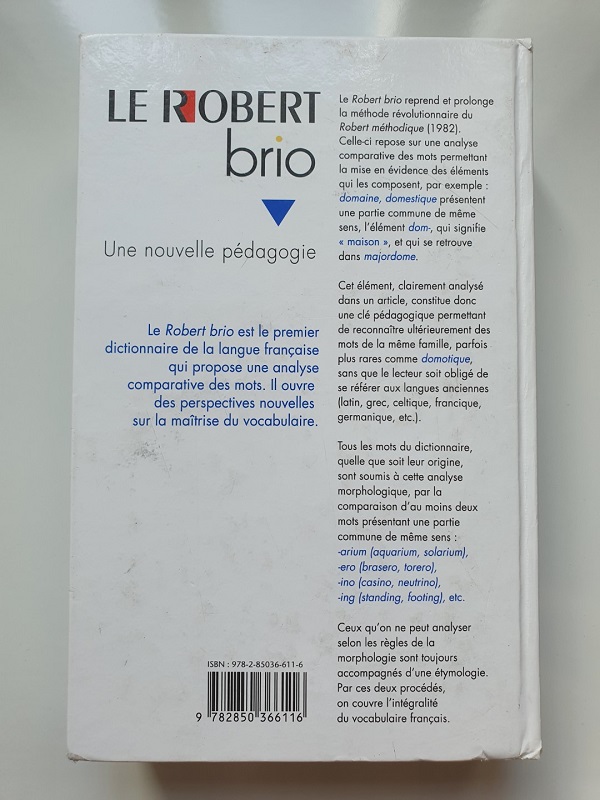 LE ROBERT
brio
Une nouvelle pédagogie
Le Robert brio est le premier
dictionnaire de la langue française
qui propose une analyse
comparative des mots. Il ouvre
des perspectives nouvelles
sur la maîtrise du vocabulaire.
Le Robert brio reprend et prolonge
la méthode révolutionnaire du
Robert méthodique (1982).
Celle-ci repose sur une analyse
comparative des mots permettant
la mise en évidence des éléments
qui les composent, par exemple :
domaine, domestique présentent
une partie commune de même
sens, l'élément dom-, qui signifie
« maison », et qui se retrouve
dans majordome.
Cet élément, clairement analysé
dans un article, constitue donc
une clé pédagogique permettant
de reconnaître ultérieurement des
mots de la même famille, parfois
plus rares comme domotique,
sans que le lecteur soit obligé de
se référer aux langues anciennes
(latin, grec, celtique, francique,
germanique, etc.).
Tous les mots du dictionnaire,
quelle que soit leur origine,
sont soumis à cette analyse
morphologique, par la
comparaison d'au moins deux
mots présentant une partie
commune de même sens :
-arium (aquarium, solarium),
-ero (brasero, torero),
-ino (casino, neutrino),
-ing (standing, footing), etc.
Ceux qu'on ne peut analyser
selon les règles de la
morphologie sont toujours
accompagnés d'une étymologie.
Par ces deux procédés,
on couvre l'intégralité
du vocabulaire français.
ISBN : 978-2-85036-611-6
9 782850 366116